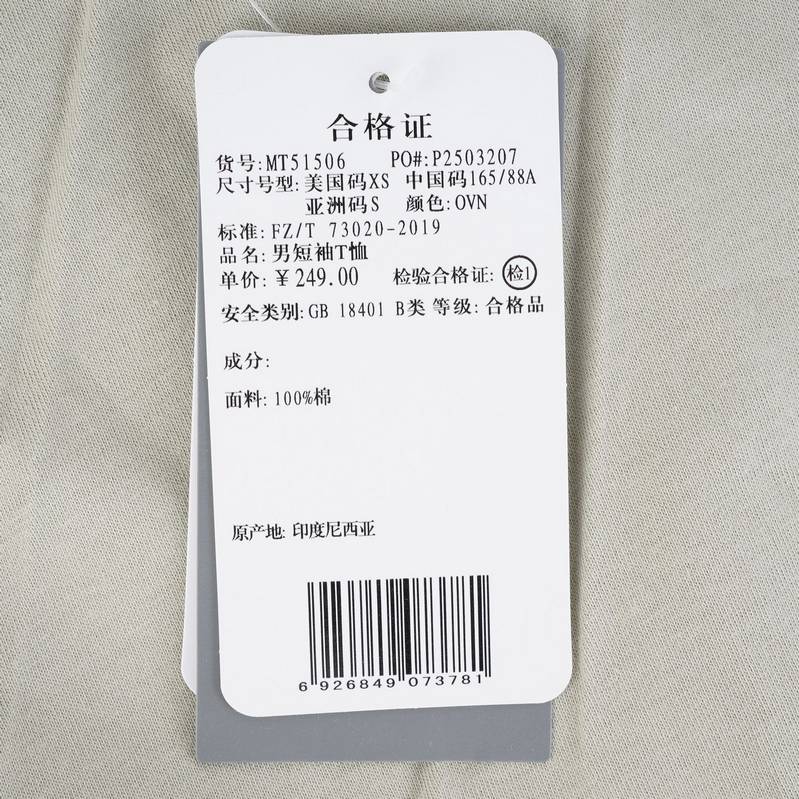 合格证
货号:MT51506 PO#:P2503207
尺寸号型:美国码XS 中国码165/88A
亚洲码S 颜色:OVN
标准:FZ/T 73020-2019
品名:男短袖T恤
单价:￥249.00 检验合格证:检1
安全类别:GB 18401 B类 等级:合格品
成分:
面料:100%棉
原产地:印度尼西亚
6 926849 073781